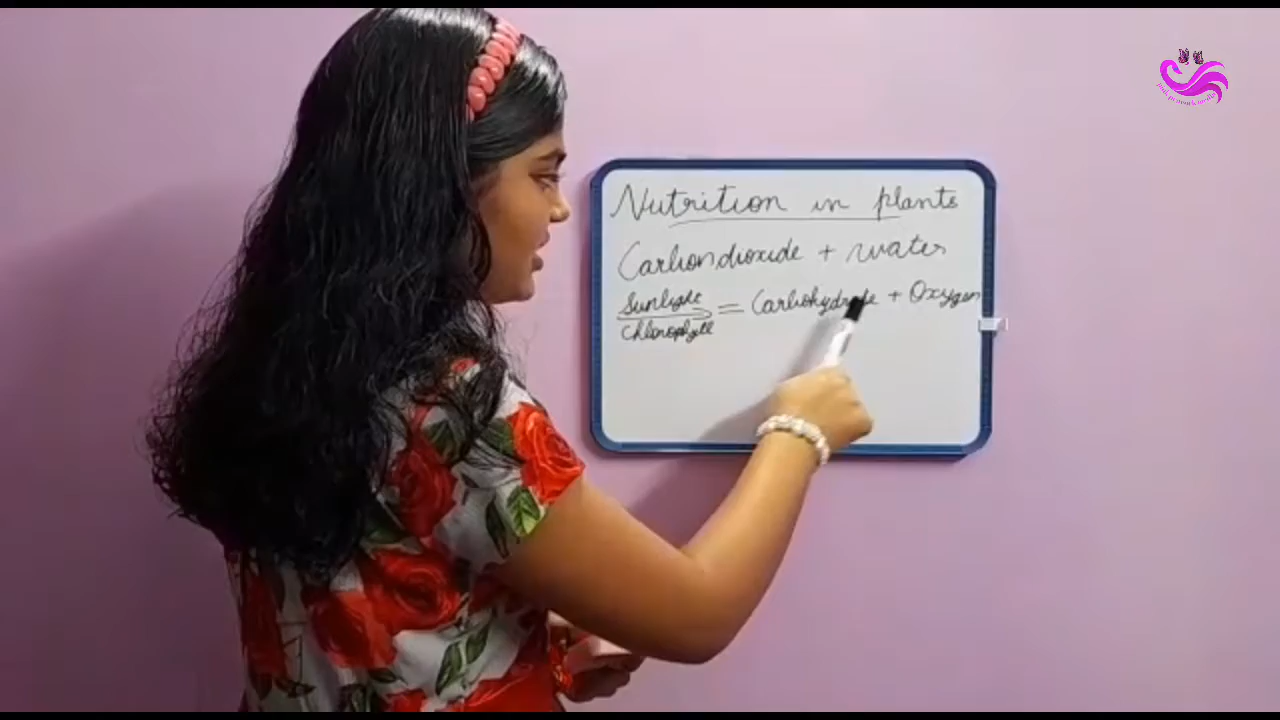 Nutrition in plants
Carbondioxide + water
Sunlight
Chlorophyll
= Carbohydrate + Oxygen